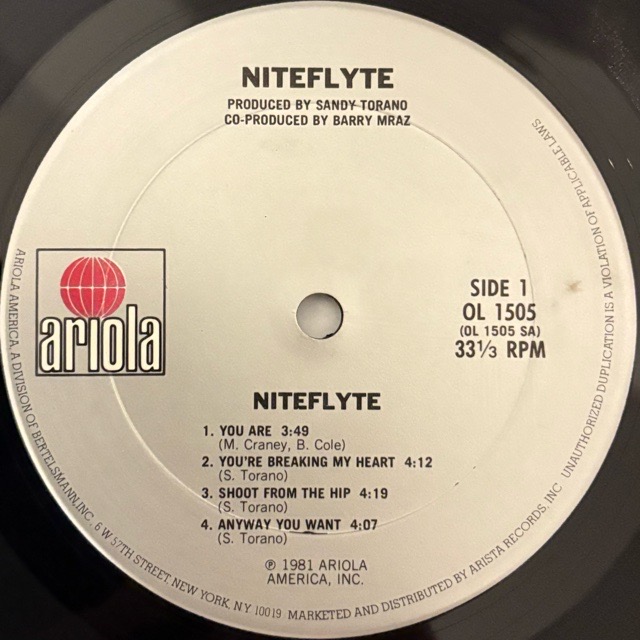 NITEFLYTE
PRODUCED BY SANDY TORANO
CO-PRODUCED BY BARRY MRAZ
ariola
SIDE 1
OL 1505
(OL 1505 SA)
33⅓ RPM
NITEFLYTE
1. YOU ARE 3:49
(M. Craney, B. Cole)
2. YOU'RE BREAKING MY HEART 4:12
(S. Torano)
3. SHOOT FROM THE HIP 4:19
(S. Torano)
4. ANYWAY YOU WANT 4:07
(S. Torano)
℗ 1981 ARIOLA
AMERICA, INC.
ARIOLA AMERICA, A DIVISION OF BERTELSMANN, INC. 6 W 57TH STREET, NEW YORK, N.Y. 10019 MARKETED AND DISTRIBUTED BY ARISTA RECORDS, INC UNAUTHORIZED DUPLICATION IS A VIOLATION OF APPLICABLE LAWS